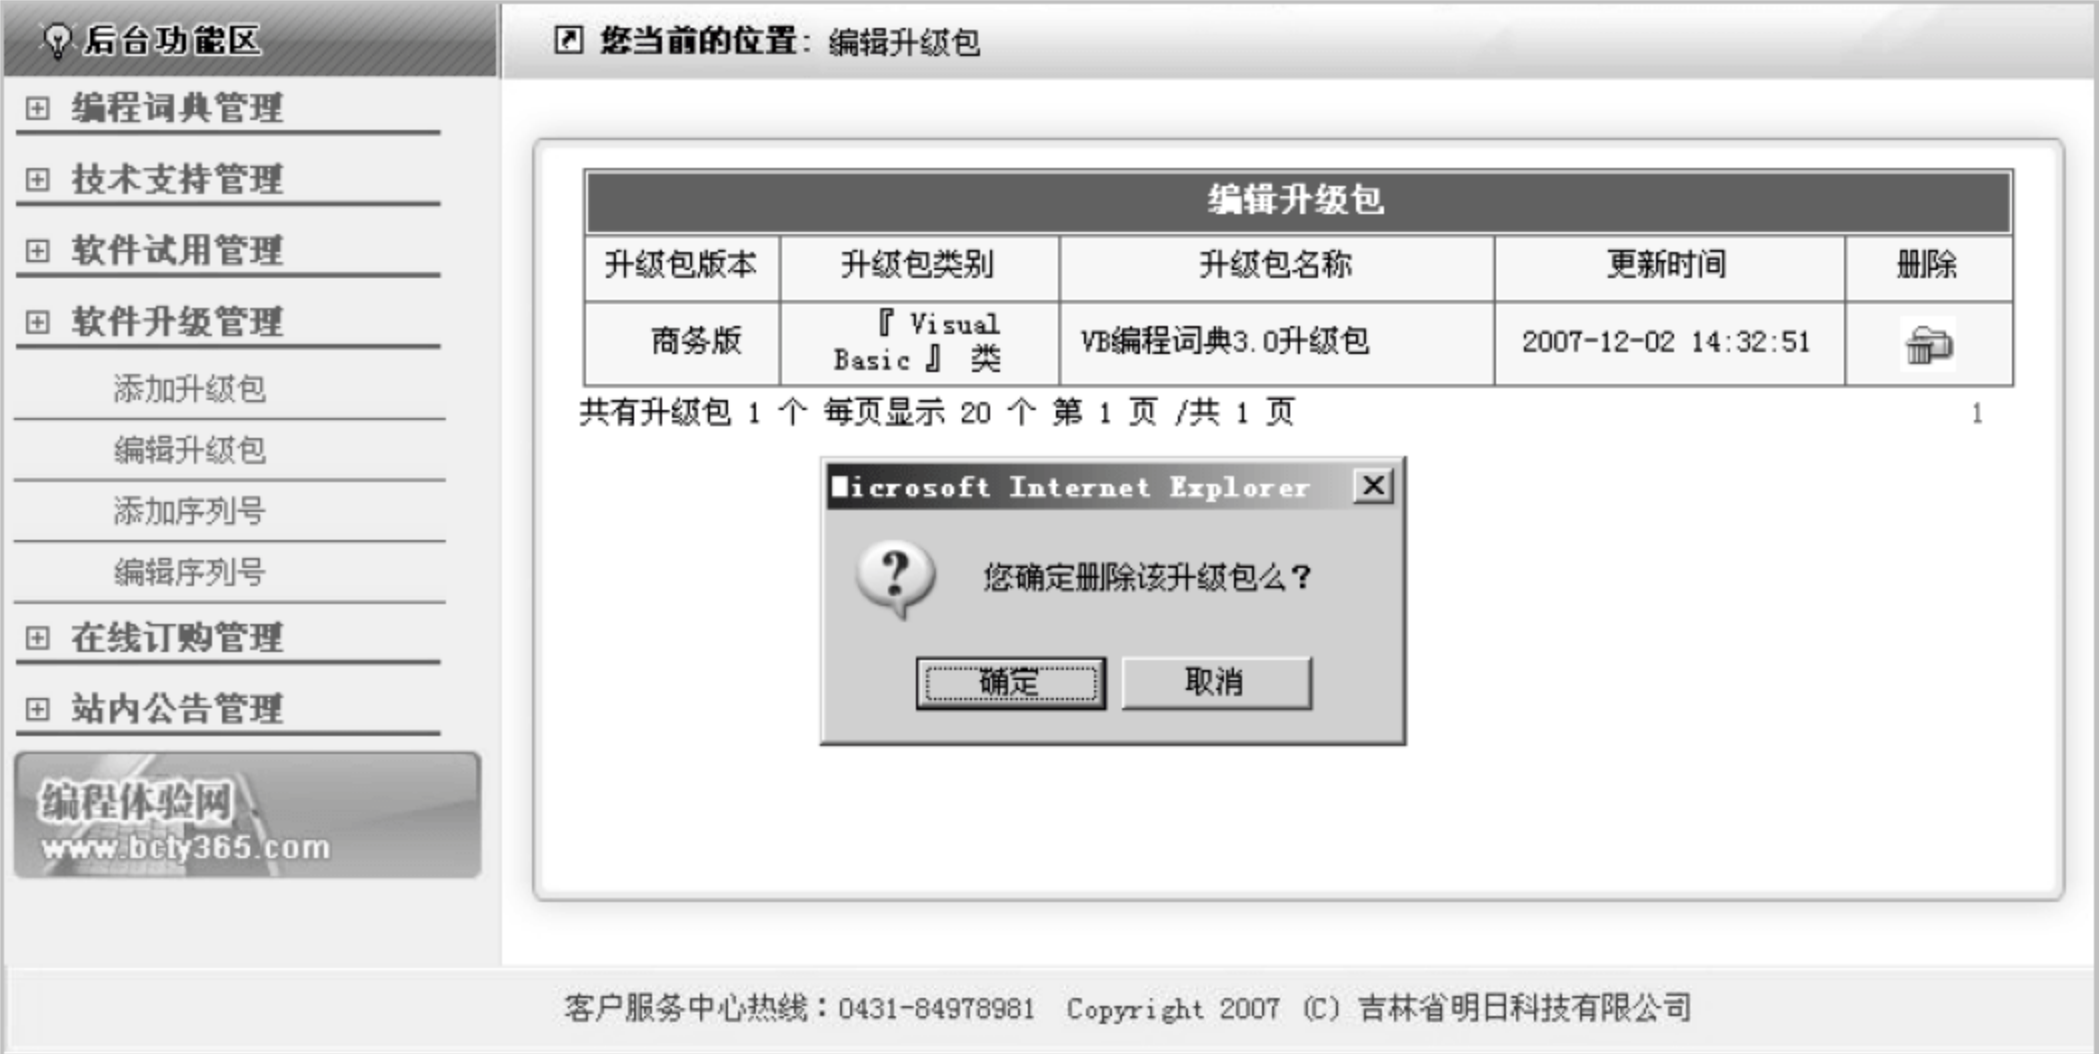 后台功能区
编程词典管理
技术支持管理
软件试用管理
软件升级管理
添加升级包
编辑升级包
添加序列号
编辑序列号
在线订购管理
站内公告管理
编程体验网
www.bcty365.com
您当前的位置: 编辑升级包
编辑升级包
升级包版本 升级包类别 升级包名称 更新时间 删除
商务版 『 Visual Basic 』 类 VB编程词典3.0升级包 2007-12-02 14:32:51
共有升级包 1 个 每页显示 20 个 第 1 页 /共 1 页 1
Microsoft Internet Explorer
您确定删除该升级包么？
确定 取消
客户服务中心热线：0431-84978981 Copyright 2007 (C) 吉林省明日科技有限公司